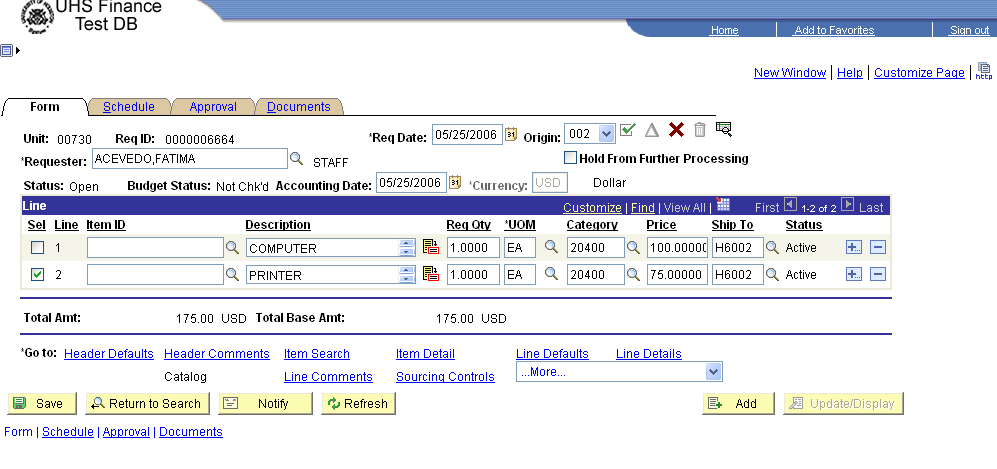 UHS Finance
Test DB
Home Add to Favorites Sign out
New Window | Help | Customize Page | http
Form Schedule Approval Documents
Unit: 00730 Req ID: 0000006664 *Req Date: 05/25/2006 Origin: 002
*Requester: ACEVEDO,FATIMA STAFF Hold From Further Processing
Status: Open Budget Status: Not Chk'd Accounting Date: 05/25/2006 *Currency: USD Dollar
Line Customize | Find | View All | First 1-2 of 2 Last
Sel Line Item ID Description Req Qty *UOM Category Price Ship To Status
1 COMPUTER 1.0000 EA 20400 100.00000 H6002 Active
2 PRINTER 1.0000 EA 20400 75.00000 H6002 Active
Total Amt: 175.00 USD Total Base Amt: 175.00 USD
*Go to: Header Defaults Header Comments Item Search Item Detail Line Defaults Line Details
Catalog Line Comments Sourcing Controls ...More...
Save Return to Search Notify Refresh Add Update/Display
Form | Schedule | Approval | Documents